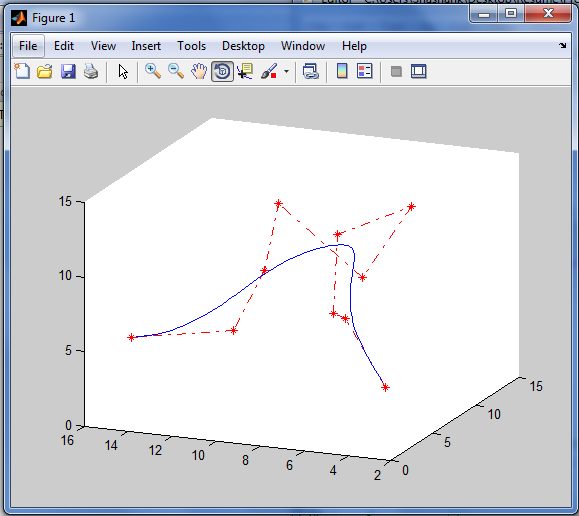 Editor - C:\Users\Shashank\Desktop\Resume\
Figure 1
File Edit View Insert Tools Desktop Window Help
15
10
5
0
16 14 12 10 8 6 4 2
0 5 10 15